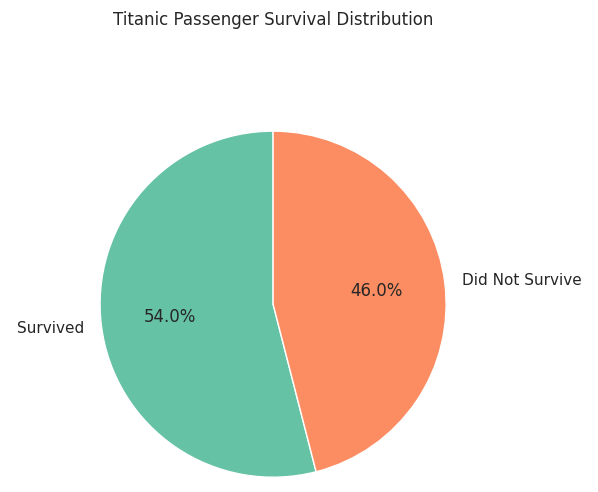 Titanic Passenger Survival Distribution
Did Not Survive
46.0%
54.0%
Survived